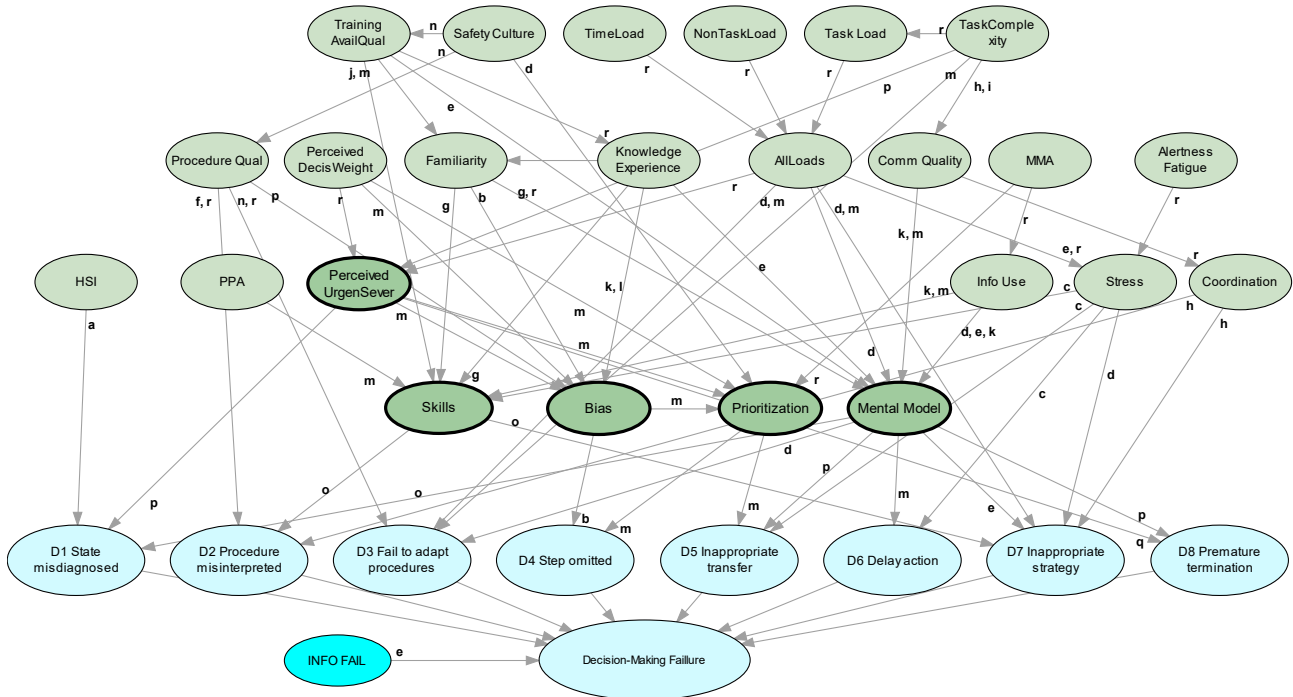 Training
AvailQual
n
Safety Culture
TimeLoad
NonTaskLoad
Task Load
r
TaskComple
xity
n
j, m
d
r
r
r
m
p
h, i
e
r
Procedure Qual
Perceived
DecisWeight
Familiarity
Knowledge
Experience
AllLoads
Comm Quality
MMA
Alertness
Fatigue
f, r
n, r
p
r
m
g
b
g, r
r
d, m
d, m
k, m
r
r
e, r
r
HSI
PPA
Perceived
UrgenSever
e
k, l
Info Use
Stress
Coordination
a
m
m
k, m
c
c
h
h
m
d, e, k
d
m
g
r
d
c
Skills
Bias
m
Prioritization
Mental Model
o
d
p
o
o
p
m
m
e
p
b
m
q
D1 State
misdiagnosed
D2 Procedure
misinterpreted
D3 Fail to adapt
procedures
D4 Step omitted
D5 Inappropriate
transfer
D6 Delay action
D7 Inappropriate
strategy
D8 Premature
termination
INFO FAIL
e
Decision-Making Faillure